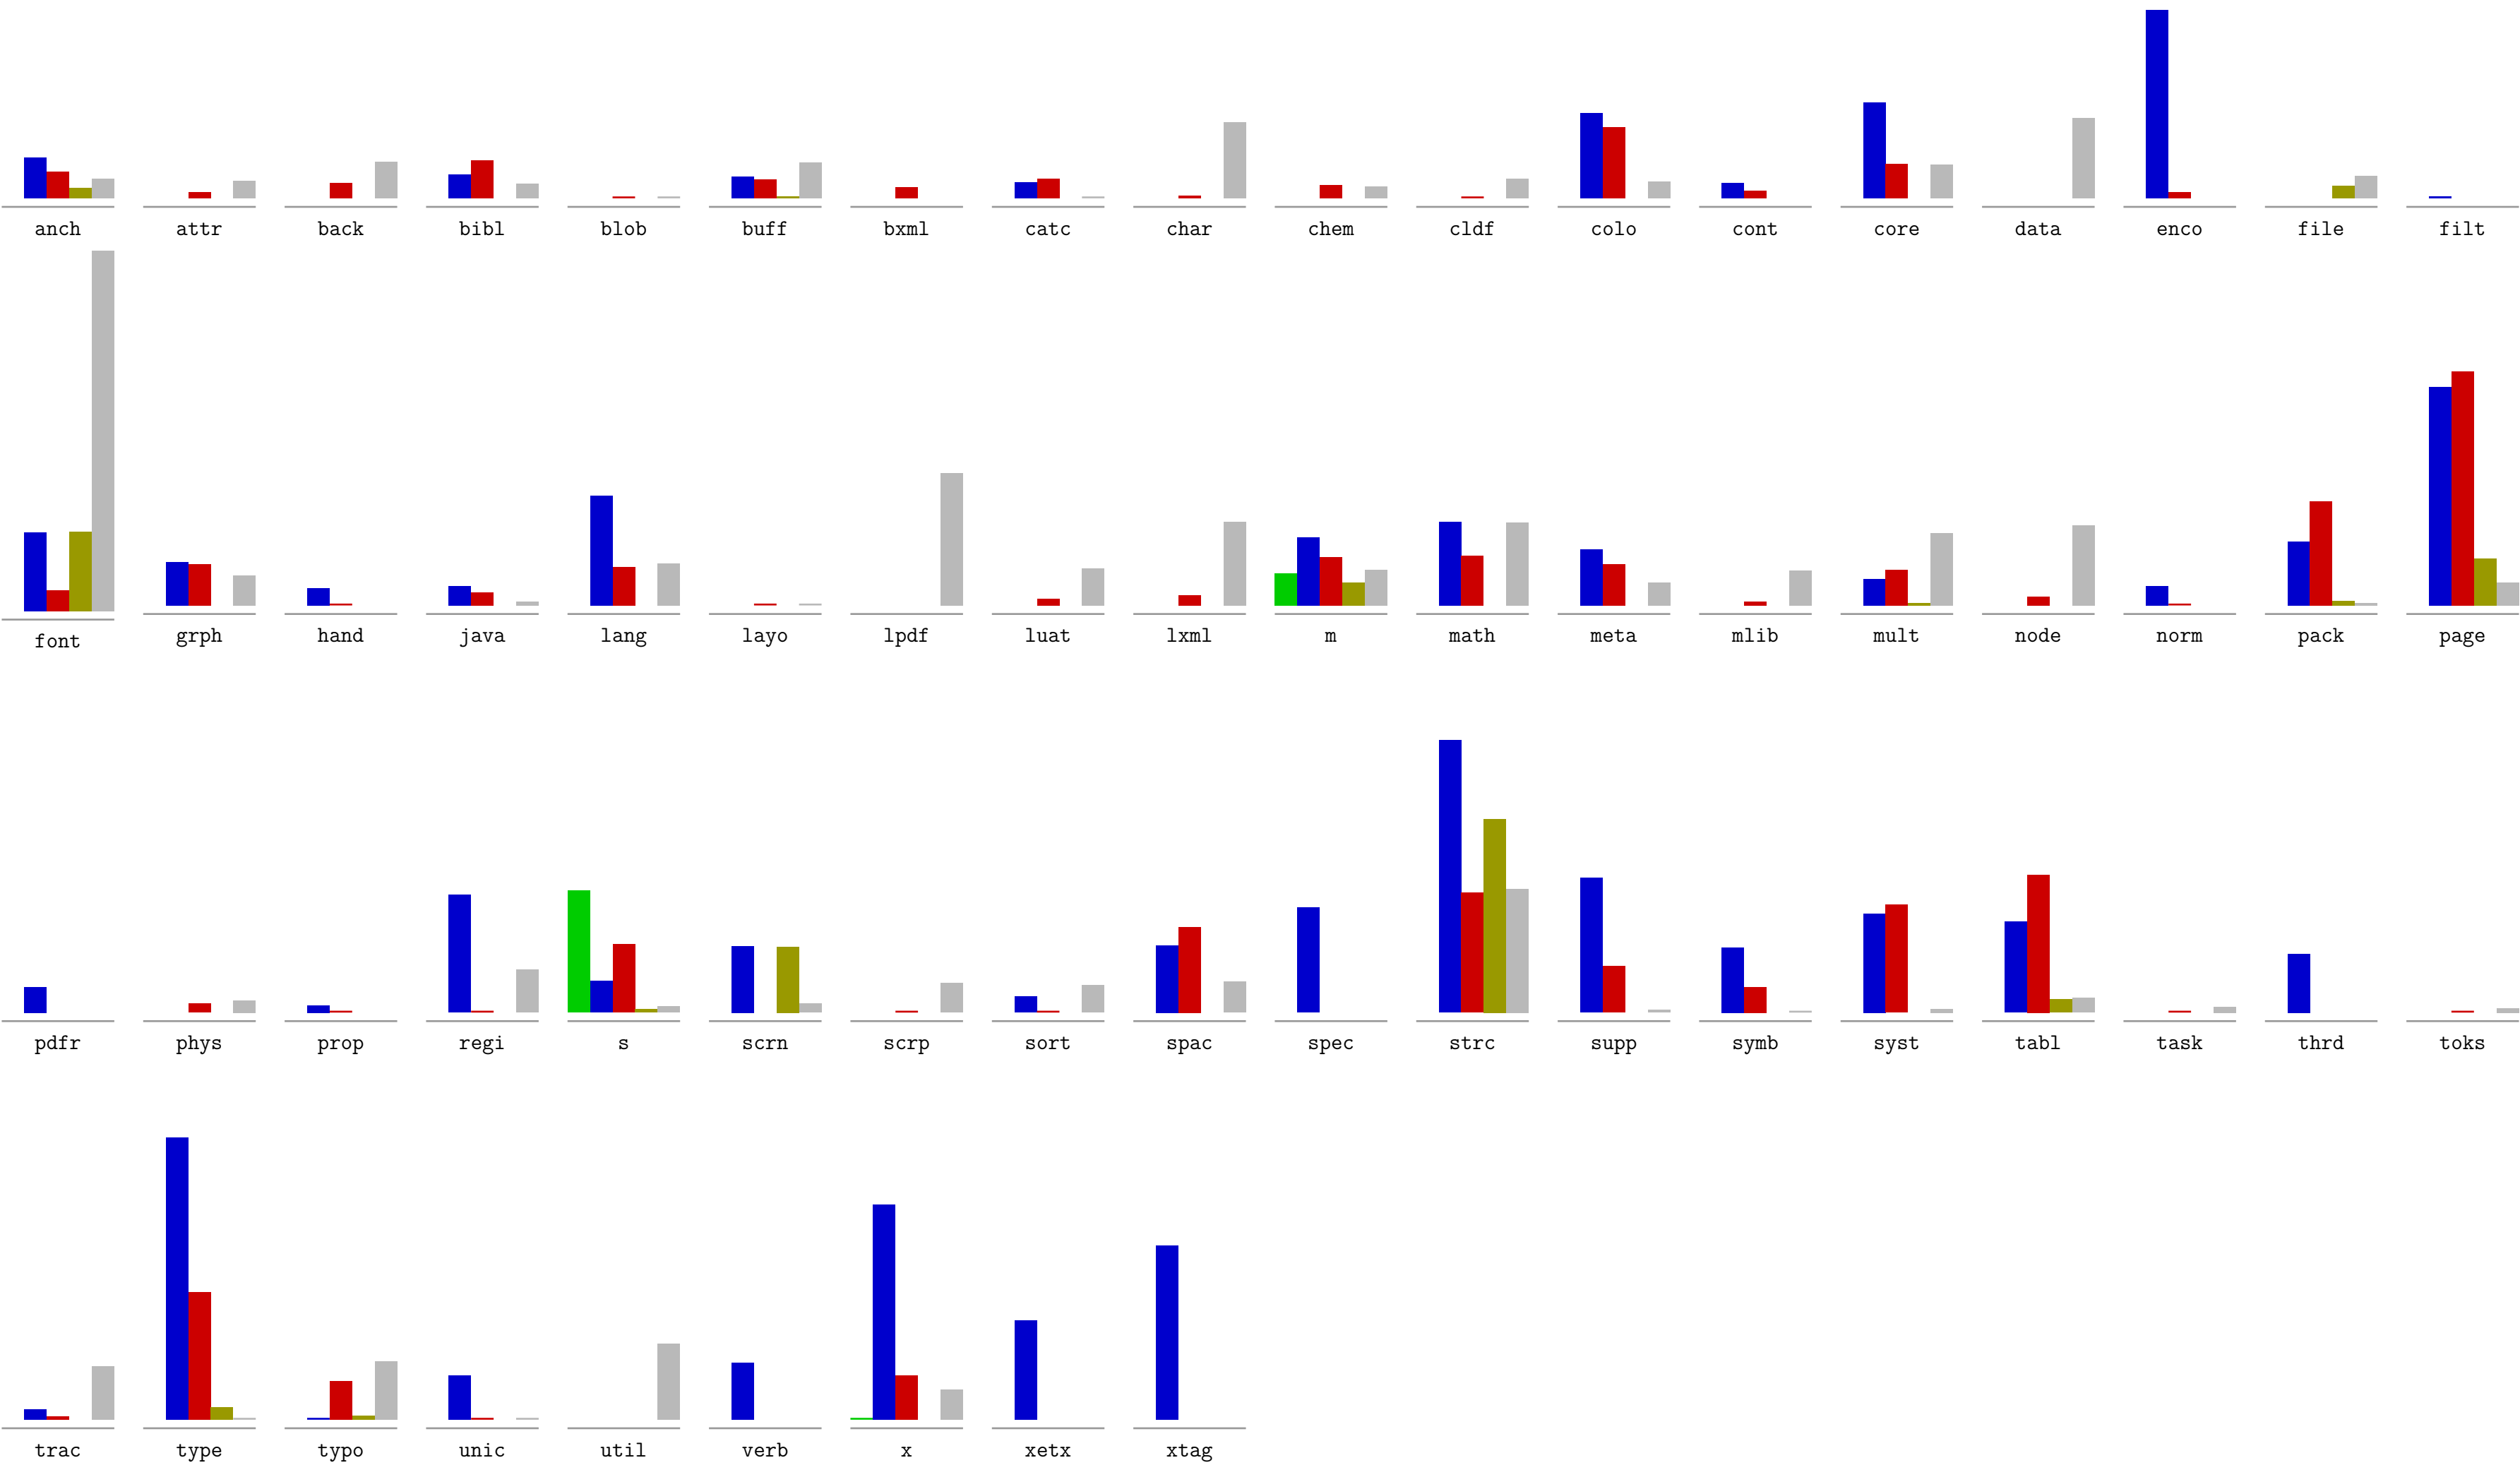 anch attr back bibl blob buff bxml catc char chem cldf colo cont core data enco file filt
font grph hand java lang layo lpdf luat lxml m math meta mlib mult node norm pack page
pdfr phys prop regi s scrn scrp sort spac spec strc supp symb syst tabl task thrd toks
trac type typo unic util verb x xetx xtag